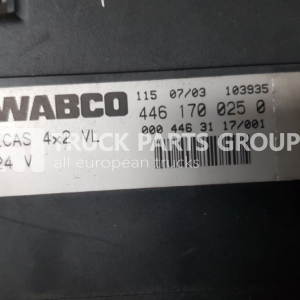 WABCO
115 07/03 103935
446 170 025 0
ECAS 4x2 VL
000 446 31 17/001
24 V
TRUCK PARTS GROUP
all european trucks